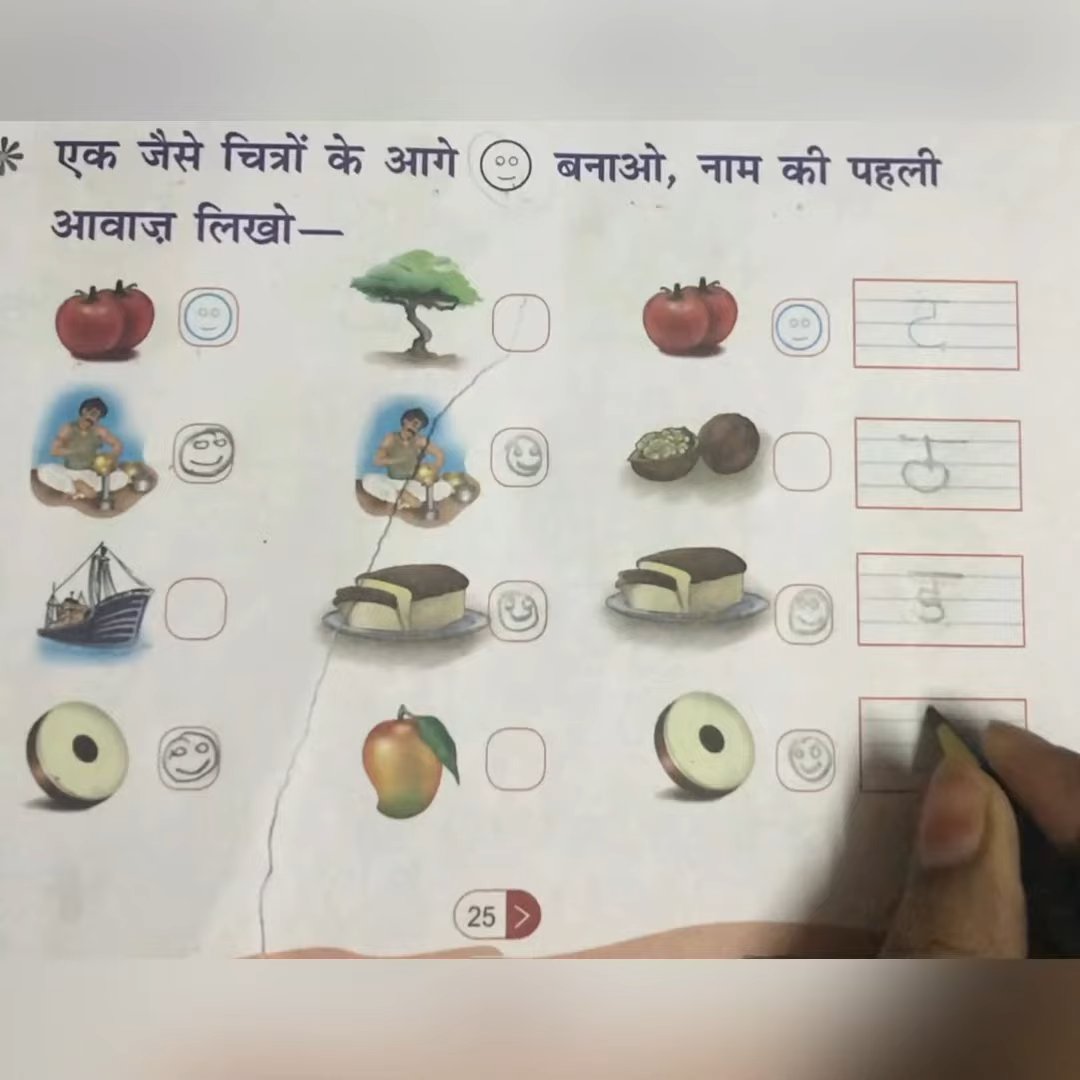 एक जैसे चित्रों के आगे बनाओ, नाम की पहली
आवाज़ लिखो—
ट
ठ
ड
25